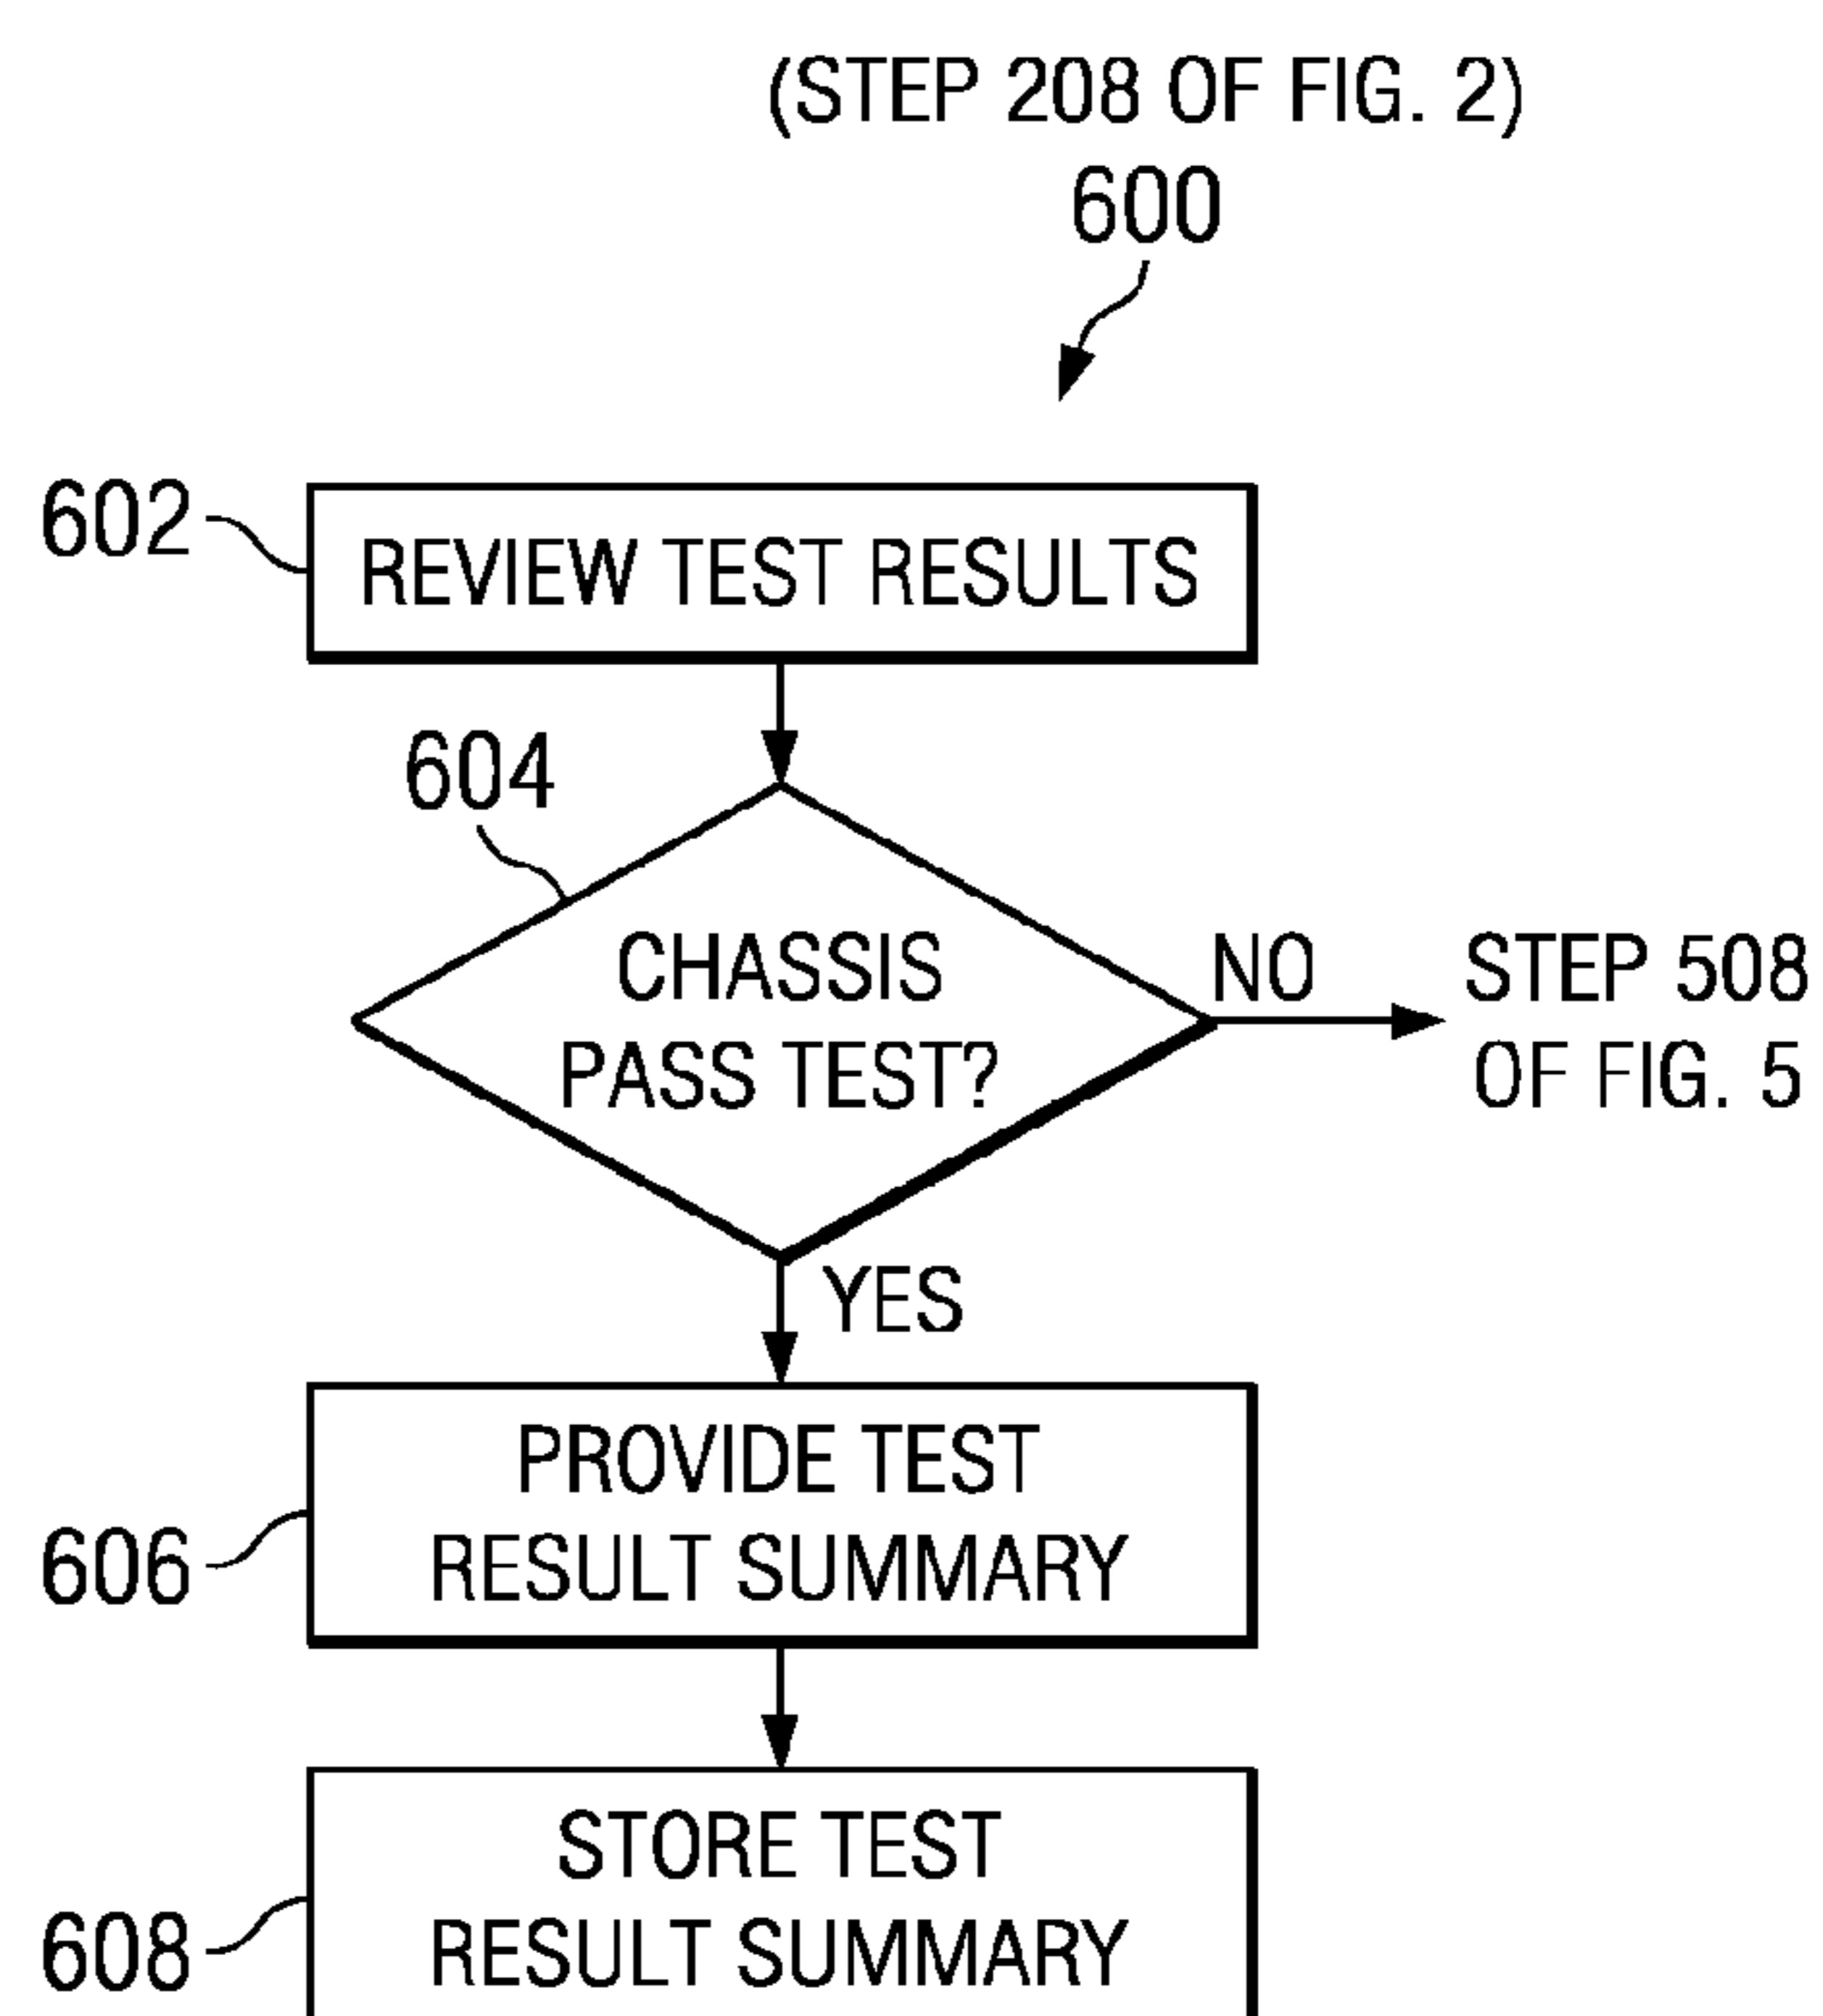 (STEP 208 OF FIG. 2)
600
602
REVIEW TEST RESULTS
604
CHASSIS
PASS TEST?
NO
STEP 508
OF FIG. 5
YES
606
PROVIDE TEST
RESULT SUMMARY
608
STORE TEST
RESULT SUMMARY